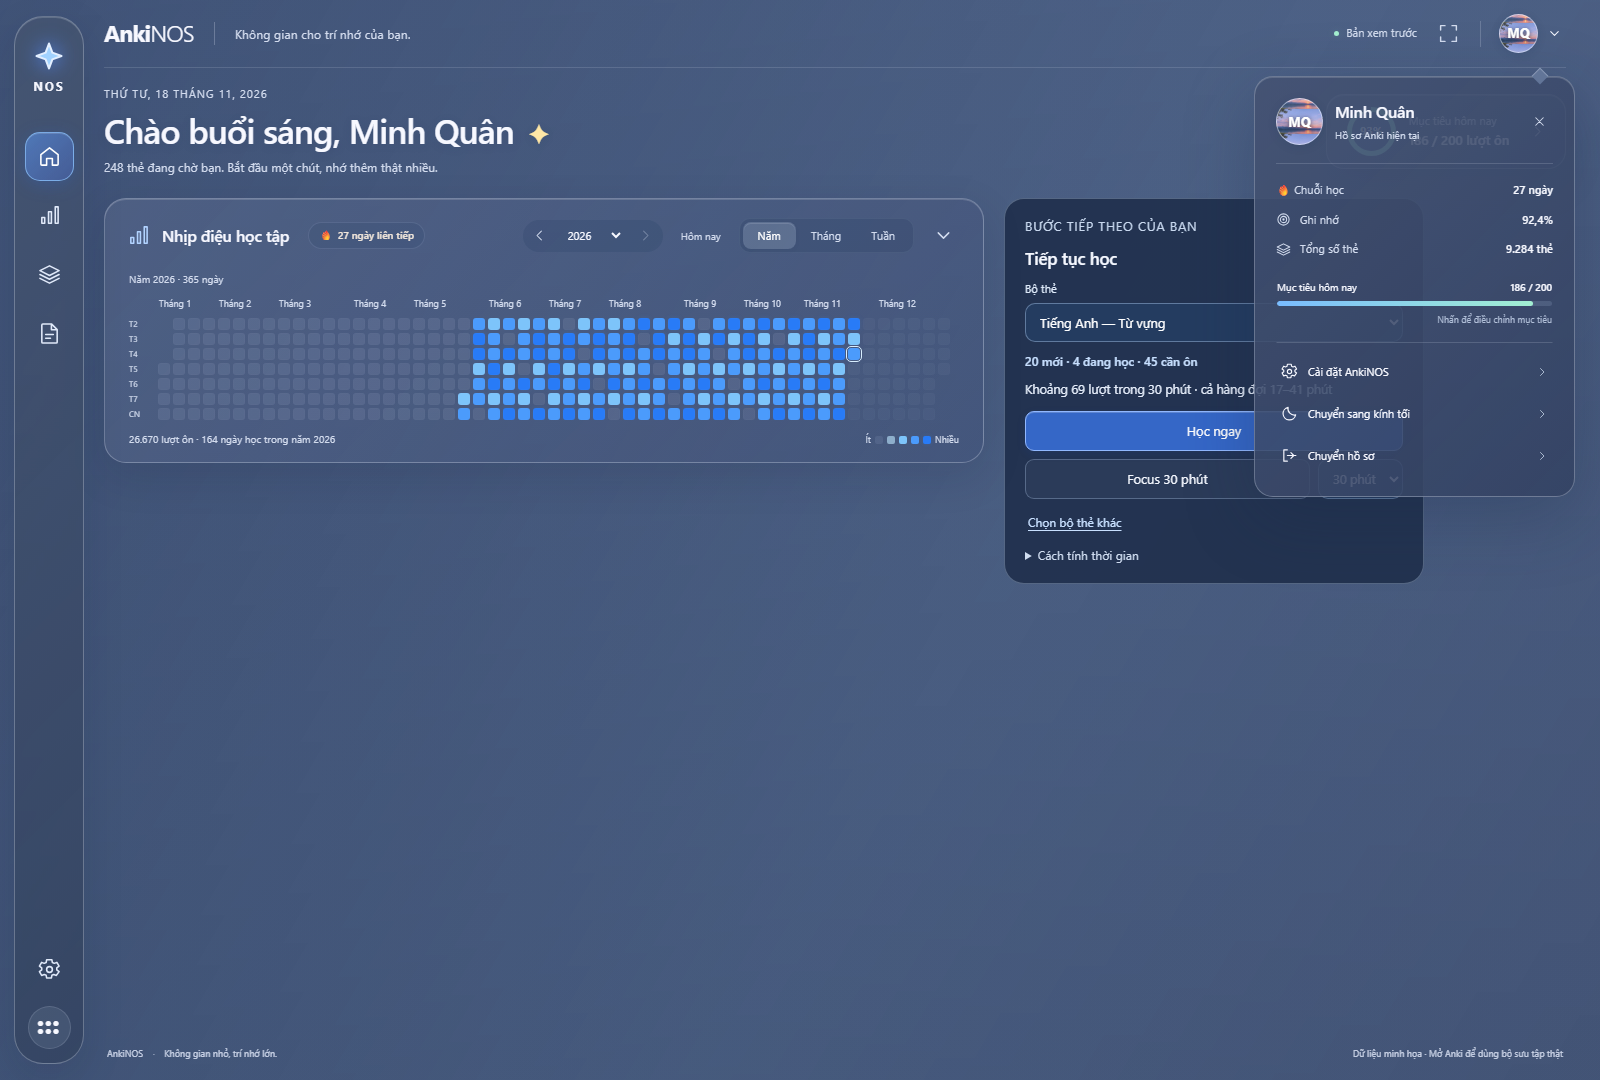 NOS
AnkiNOS
Không gian cho trí nhớ của bạn.
Bản xem trước
MQ
THỨ TƯ, 18 THÁNG 11, 2026
Chào buổi sáng, Minh Quân
248 thẻ đang chờ bạn. Bắt đầu một chút, nhớ thêm thật nhiều.
Nhịp điệu học tập
27 ngày liên tiếp
2026
Hôm nay
Năm
Tháng
Tuần
Năm 2026 · 365 ngày
Tháng 1 Tháng 2 Tháng 3 Tháng 4 Tháng 5 Tháng 6 Tháng 7 Tháng 8 Tháng 9 Tháng 10 Tháng 11 Tháng 12
T2
T3
T4
T5
T6
T7
CN
26.670 lượt ôn · 164 ngày học trong năm 2026
Ít
Nhiều
BƯỚC TIẾP THEO CỦA BẠN
Tiếp tục học
Bộ thẻ
Tiếng Anh — Từ vựng
20 mới · 4 đang học · 45 cần ôn
Khoảng 69 lượt trong 30 phút · cả hàng đợi 17–41 phút
Học ngay
Focus 30 phút
30 phút
Chọn bộ thẻ khác
Cách tính thời gian
MQ
Minh Quân
Hồ sơ Anki hiện tại
Mục tiêu hôm nay
186 / 200 lượt ôn
Chuỗi học 27 ngày
Ghi nhớ 92,4%
Tổng số thẻ 9.284 thẻ
Mục tiêu hôm nay 186 / 200
Nhấn để điều chỉnh mục tiêu
Cài đặt AnkiNOS
Chuyển sang kính tối
Chuyển hồ sơ
AnkiNOS · Không gian nhỏ, trí nhớ lớn.
Dữ liệu minh họa · Mở Anki để dùng bộ sưu tập thật